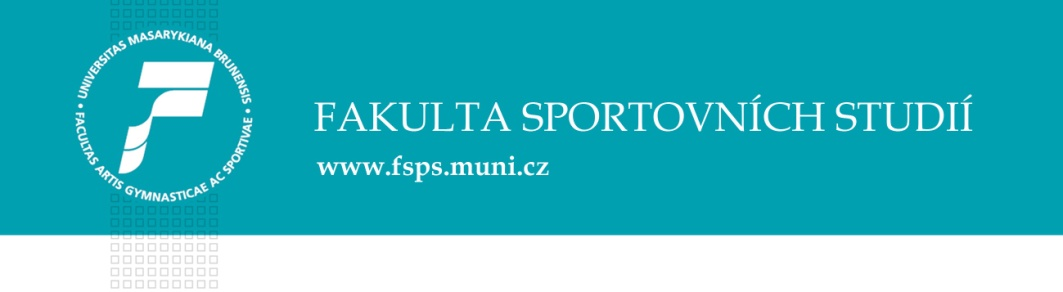 UNIVERSITAS MASARYKIANA BRUNENSIS
• FACULTAS ARTIS GYMNASTICAE AC SPORTIVAE •
FAKULTA SPORTOVNÍCH STUDIÍ
www.fsps.muni.cz